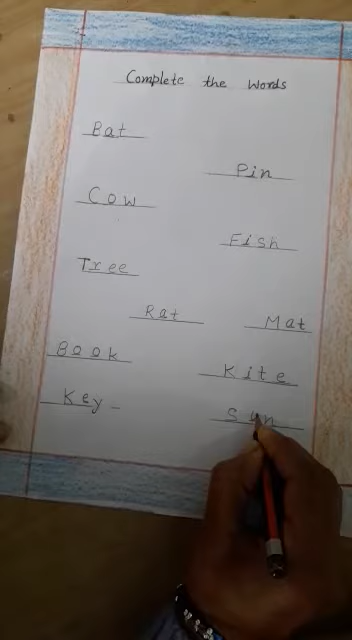 Complete the Words
Bat
Pin
Cow
Fish
Tree
Rat
Mat
Book
Kite
Key
Sun